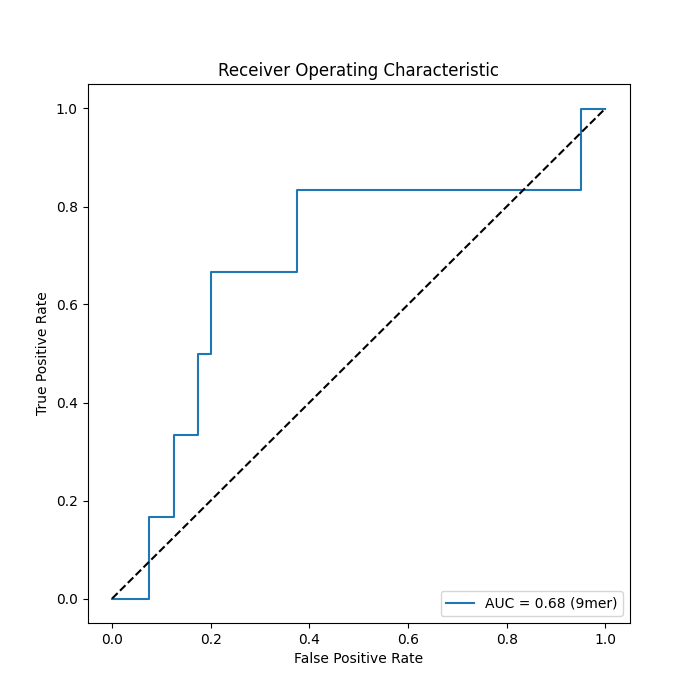 Receiver Operating Characteristic
True Positive Rate
1.0
0.8
0.6
0.4
0.2
0.0
AUC = 0.68 (9mer)
0.0 0.2 0.4 0.6 0.8 1.0
False Positive Rate